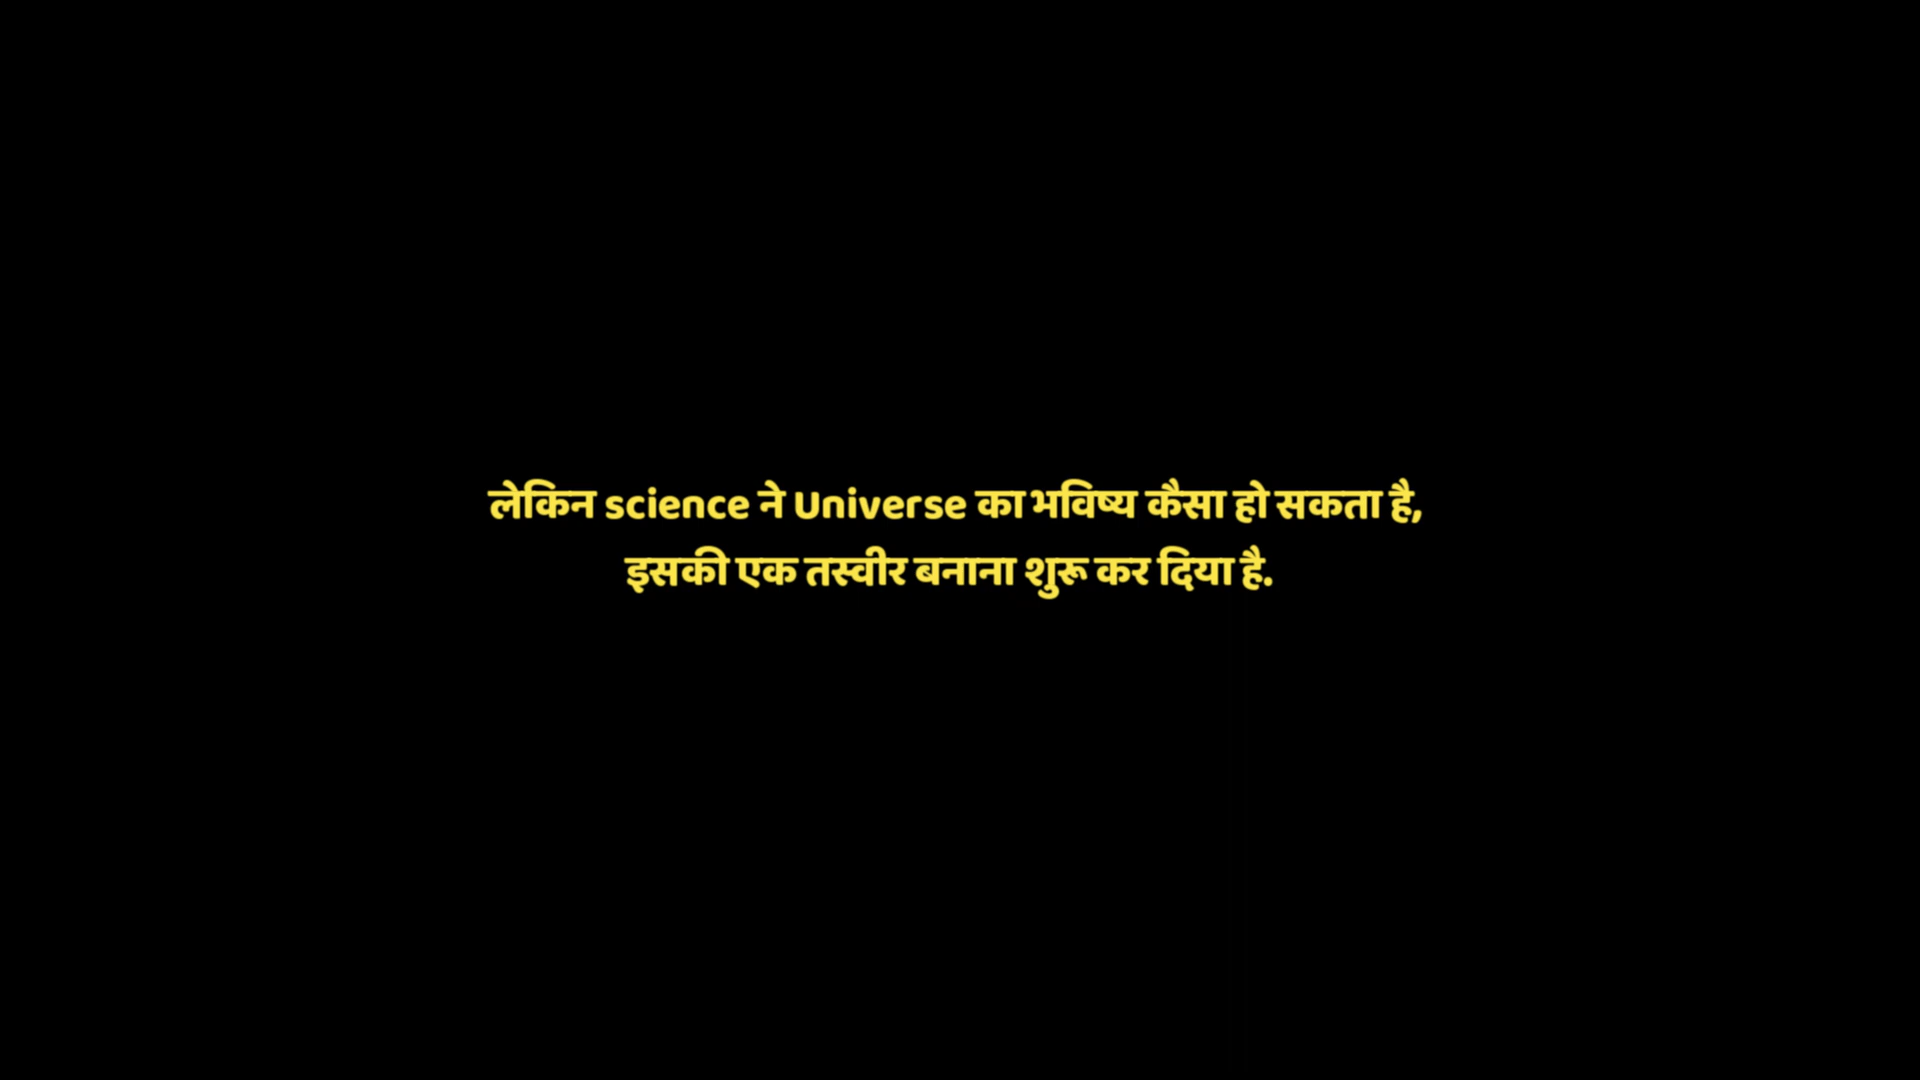 लेकिन science ने Universe का भविष्य कैसा हो सकता है,
इसकी एक तस्वीर बनाना शुरू कर दिया है.